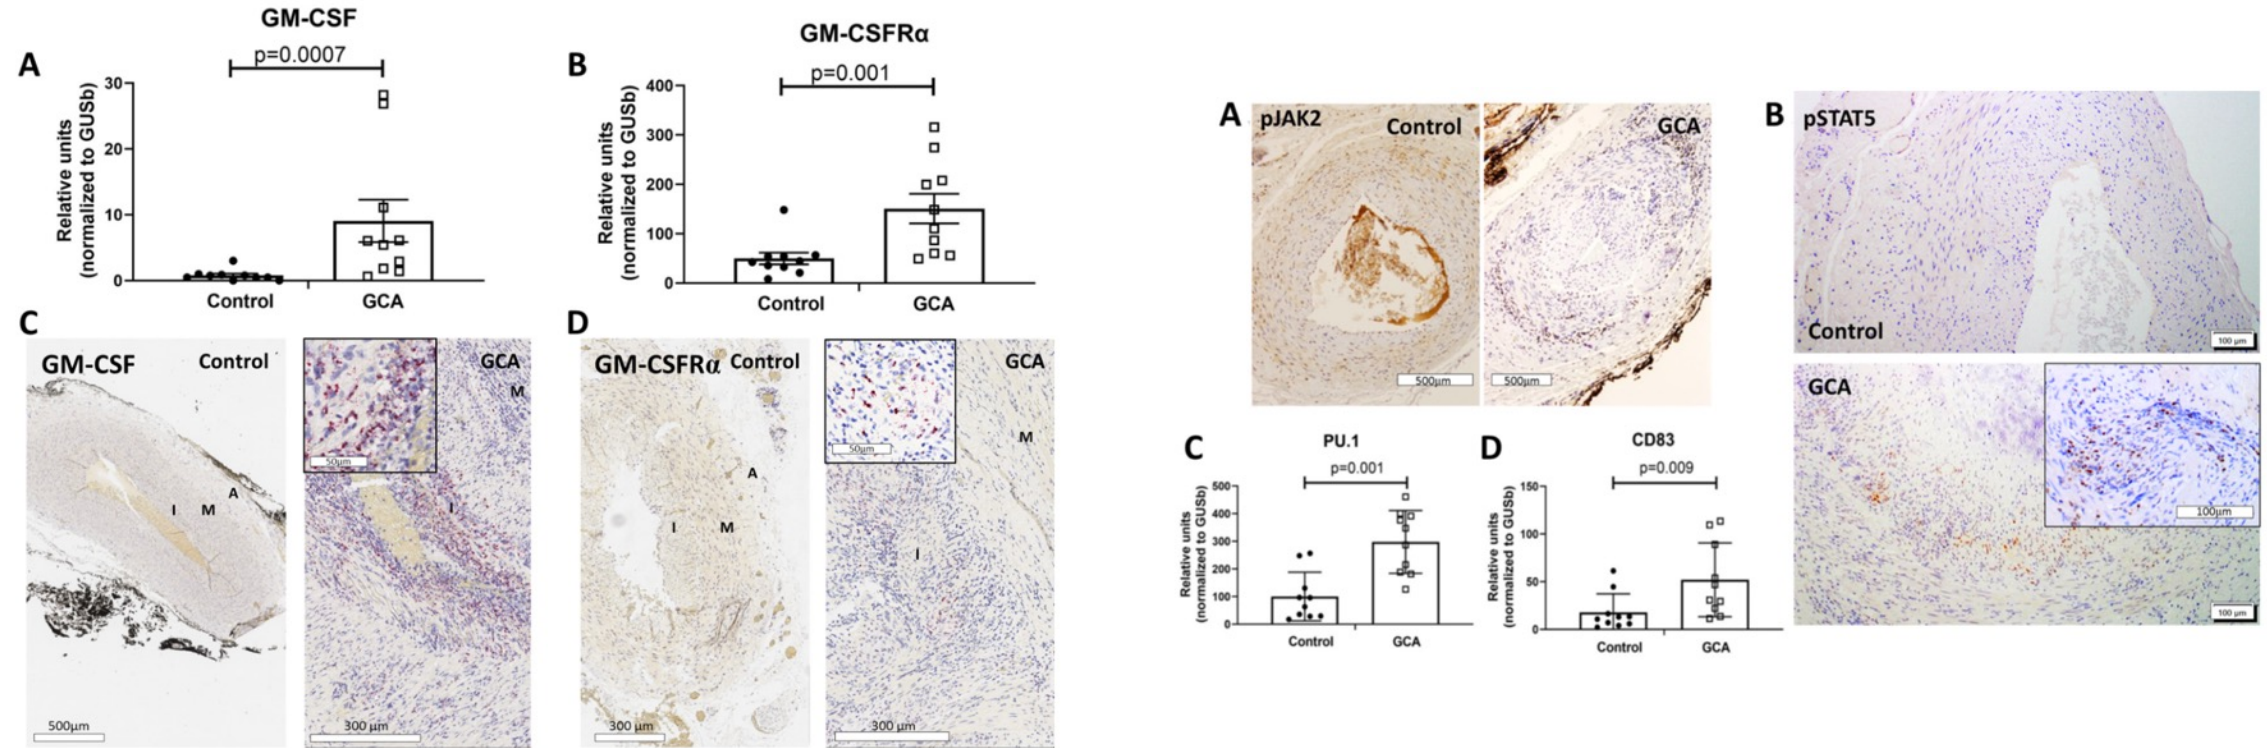 GM-CSF
A
p=0.0007
Relative units
(normalized to GUSb)
30
20
10
0
Control
GCA
GM-CSFRα
B
p=0.001
Relative units
(normalized to GUSb)
400
300
200
100
0
Control
GCA
C
GM-CSF
Control
I
M
A
500µm
GCA
M
I
50µm
300 µm
D
GM-CSFRα
Control
I
M
A
300 µm
GCA
M
I
50µm
300 µm
A
pJAK2
Control
500µm
GCA
500µm
B
pSTAT5
Control
100 µm
GCA
100µm
100 µm
C
PU.1
p=0.001
Relative units
(normalized to GUSb)
500
400
300
200
100
0
Control
GCA
D
CD83
p=0.009
Relative units
(normalized to GUSb)
150
100
50
0
Control
GCA